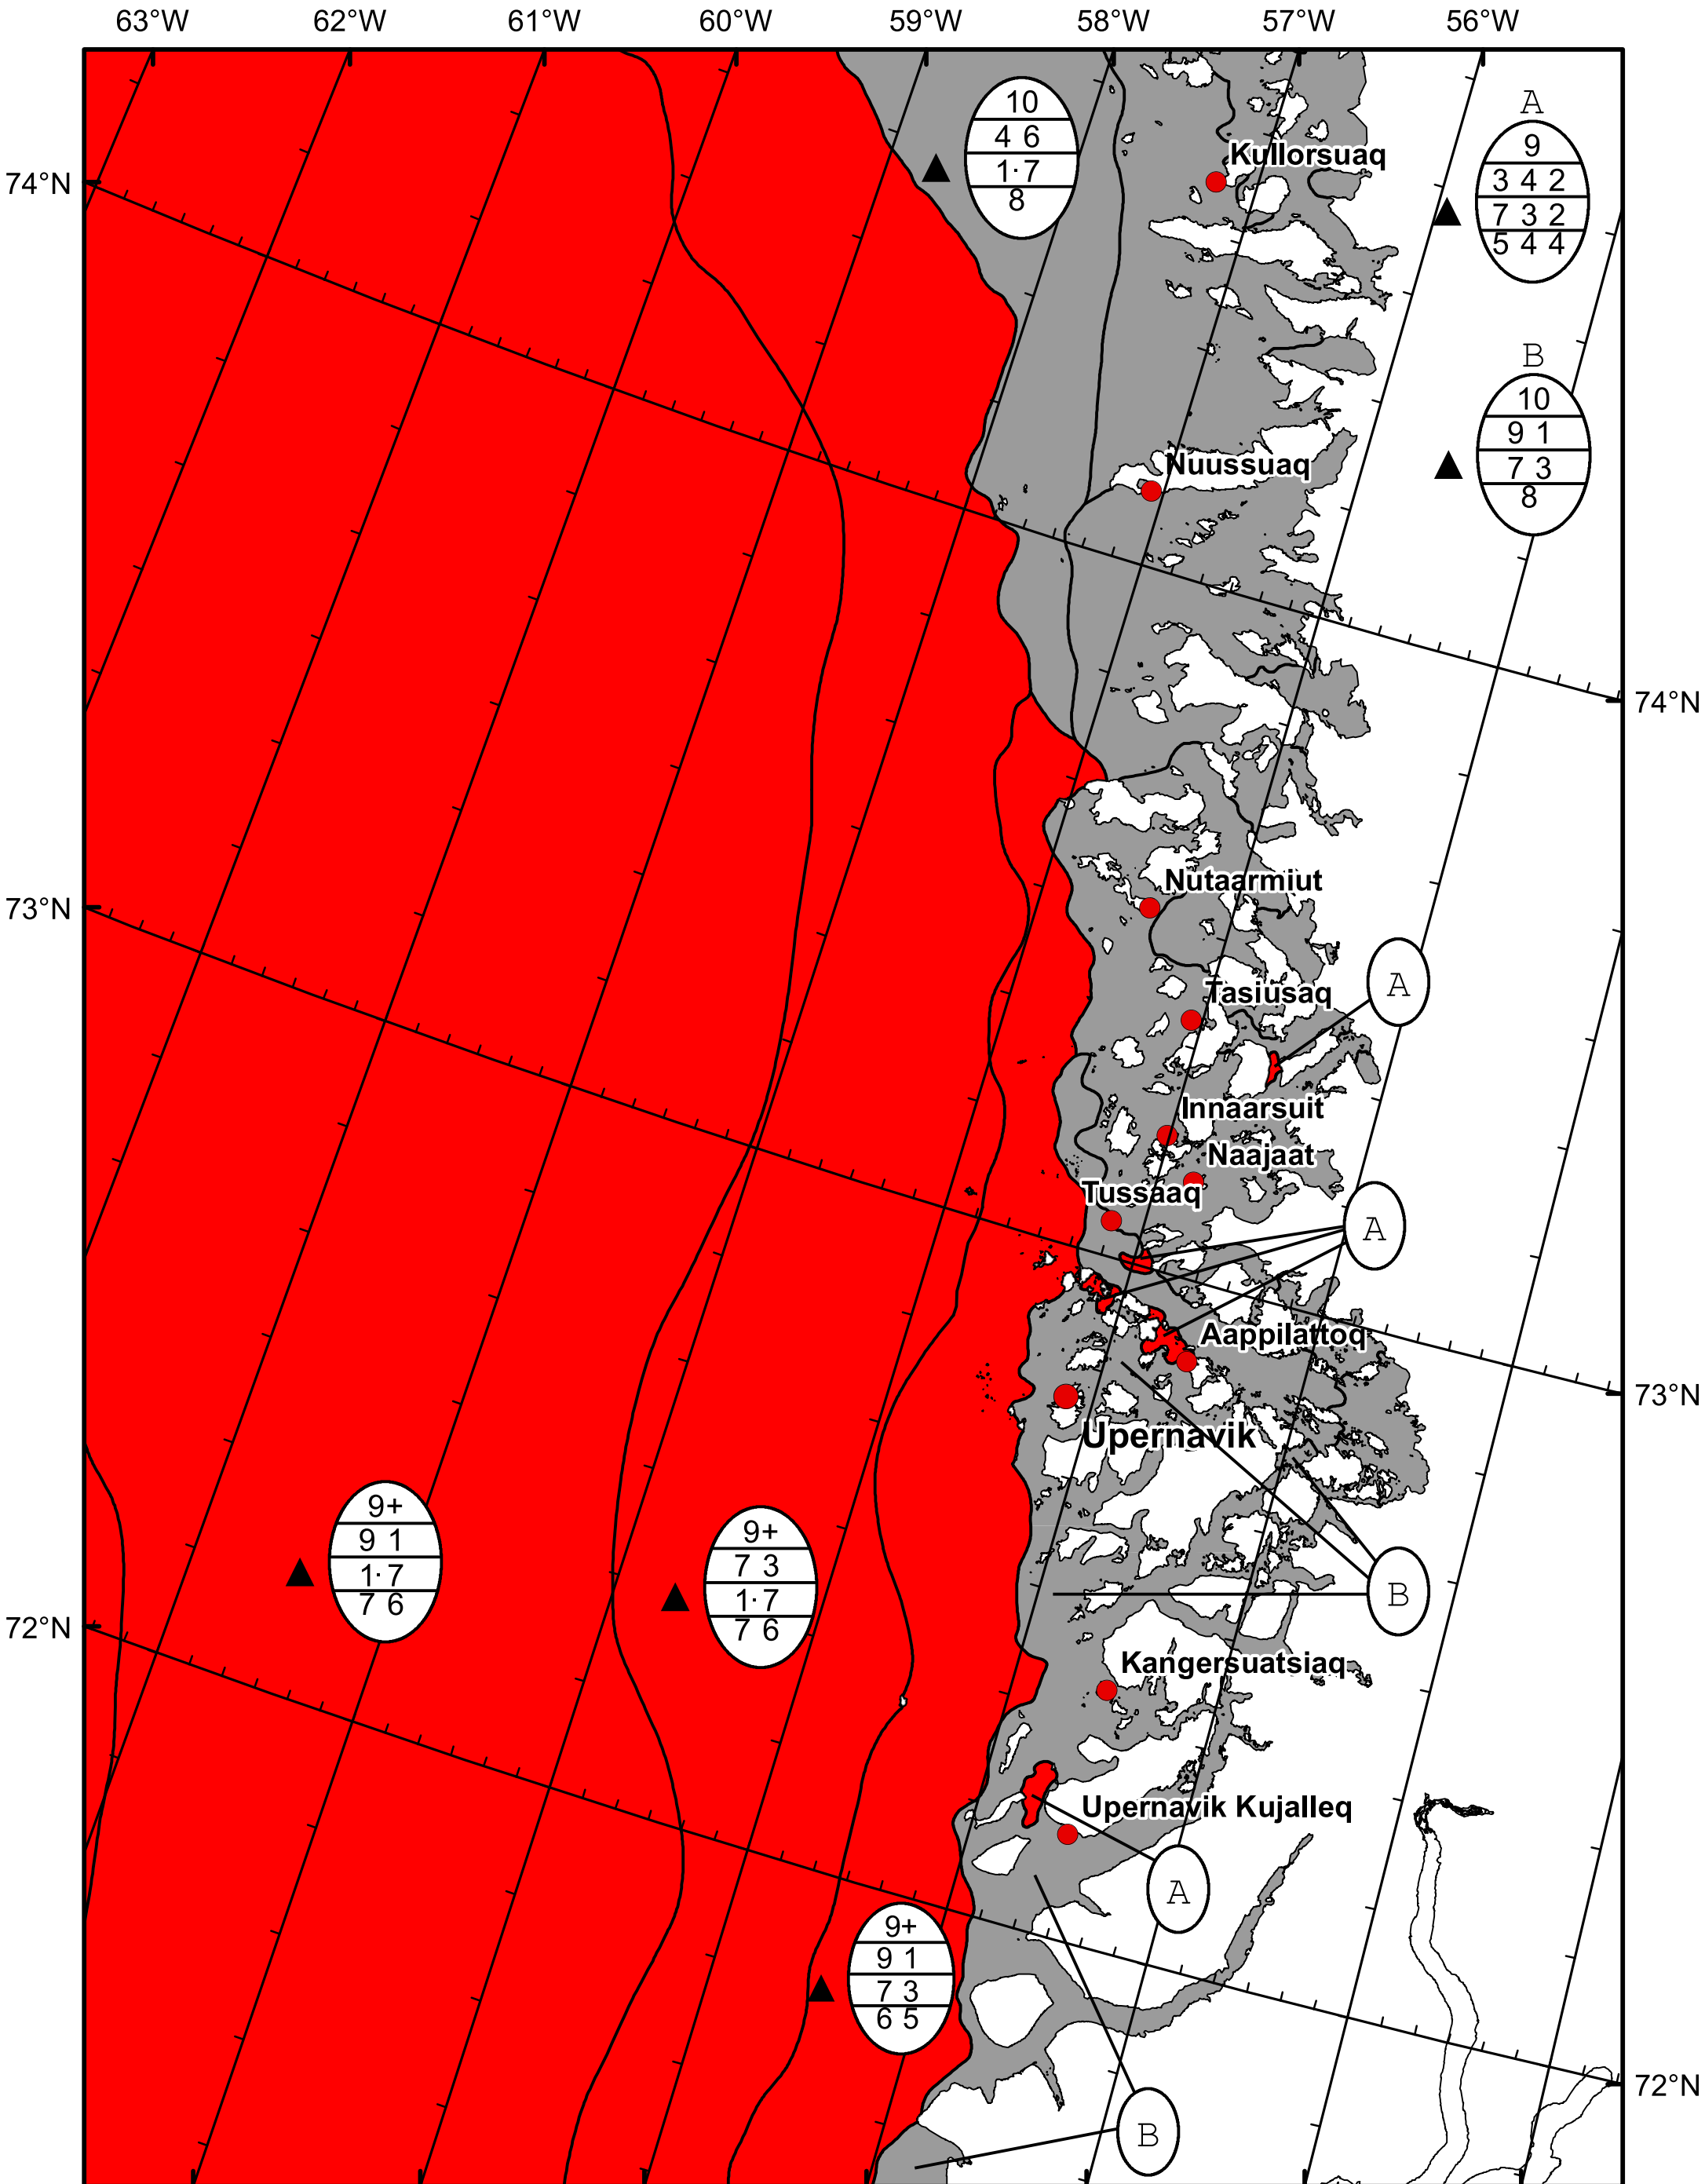 63°W 62°W 61°W 60°W 59°W 58°W 57°W 56°W
10
4 6
1·7
8
A
9
3 4 2
7 3 2
5 4 4
Kullorsuaq
74°N
B
10
9 1
7 3
8
Nuussuaq
74°N
Nutaarmiut
73°N
A
Tasiusaq
Innaarsuit
Naajaat
Tussaaq
A
Aappilattoq
73°N
Upernavik
9+
9 1
1·7
7 6
9+
7 3
1·7
7 6
B
72°N
Kangersuatsiaq
Upernavik Kujalleq
A
9+
9 1
7 3
6 5
72°N
B